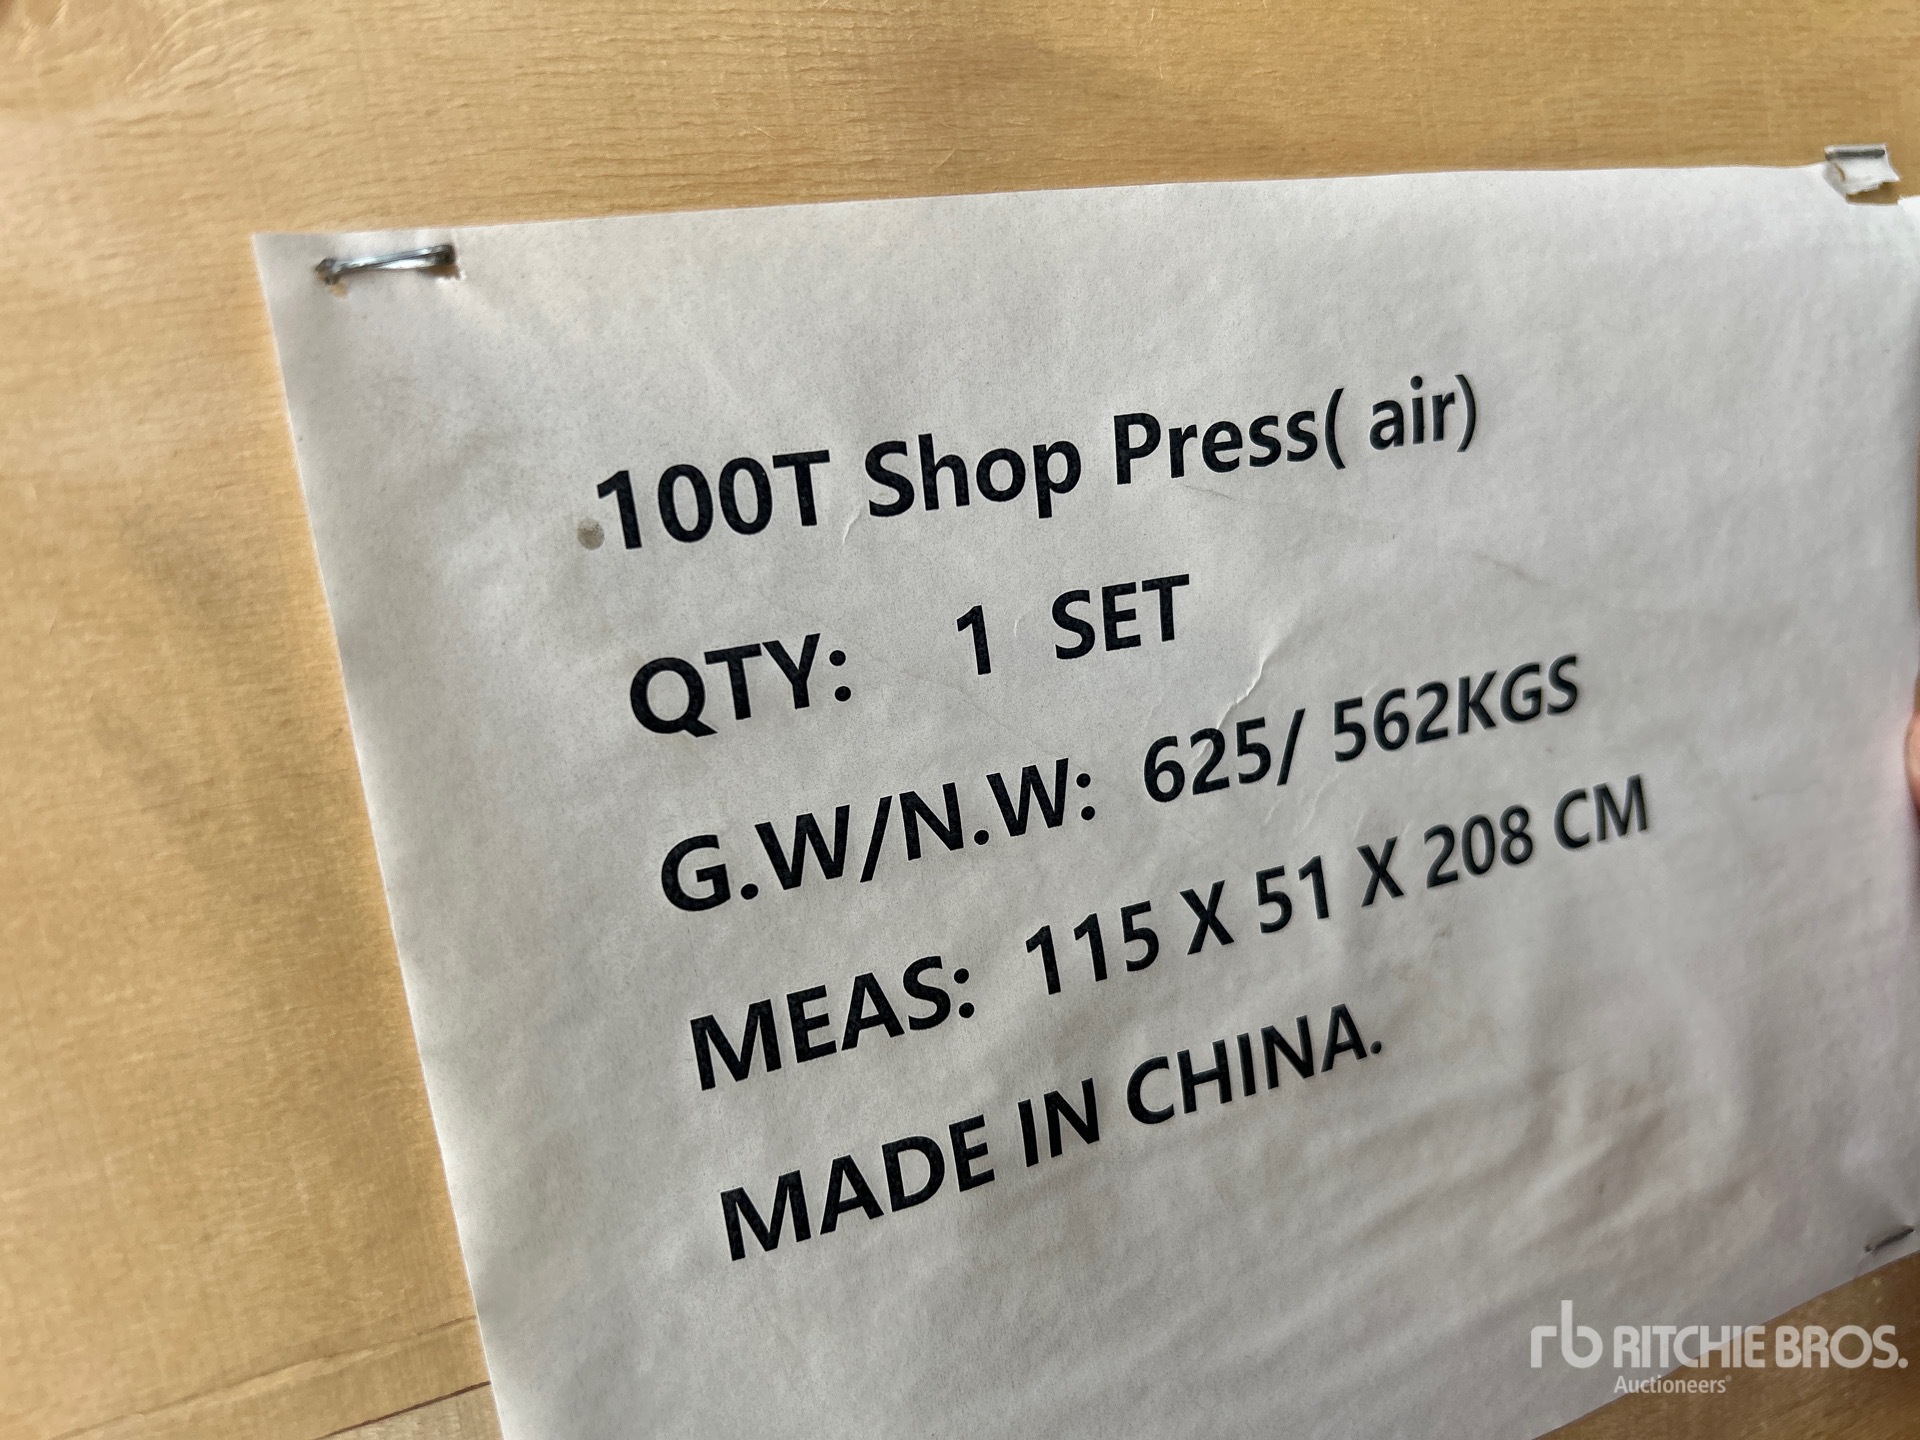 100T Shop Press( air)
QTY: 1 SET
G.W/N.W: 625/ 562KGS
MEAS: 115 X 51 X 208 CM
MADE IN CHINA.
rb RITCHIE BROS.
Auctioneers